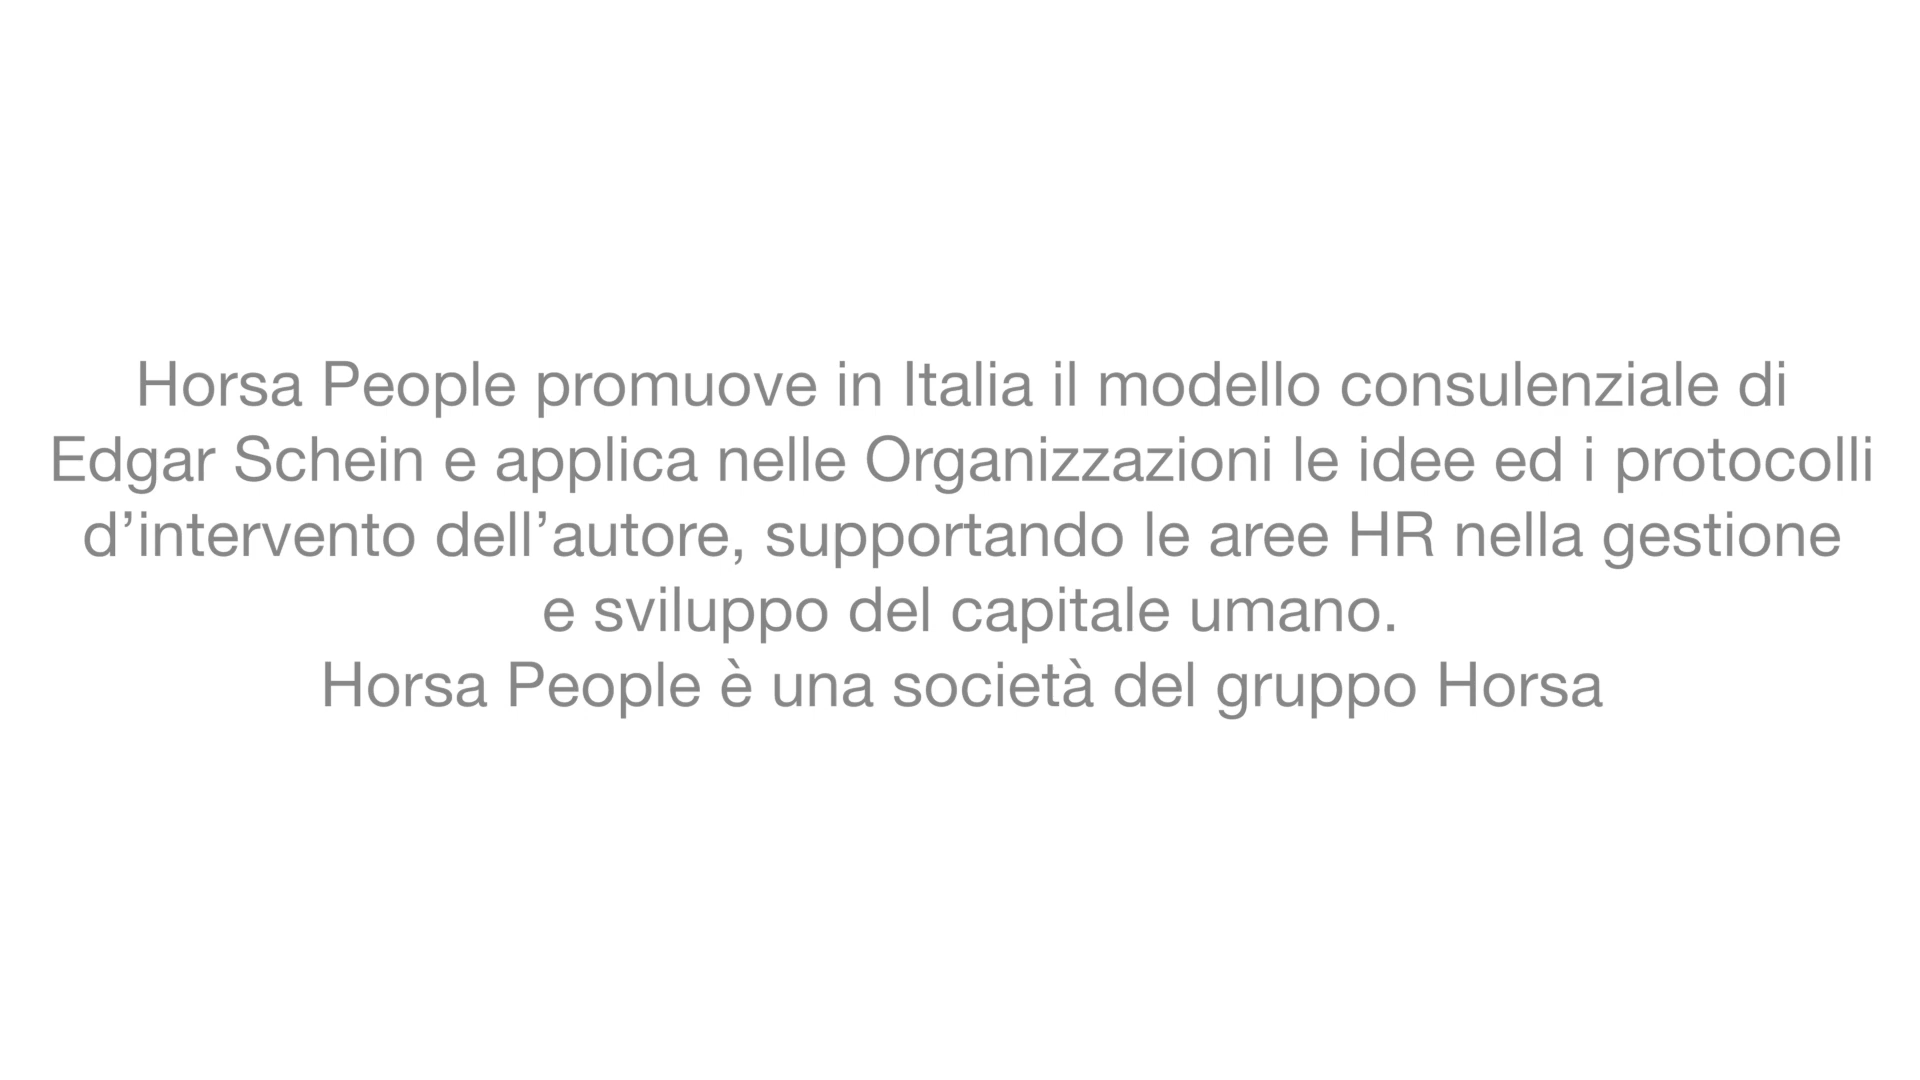 Horsa People promuove in Italia il modello consulenziale di
Edgar Schein e applica nelle Organizzazioni le idee ed i protocolli
d’intervento dell’autore, supportando le aree HR nella gestione
e sviluppo del capitale umano.
Horsa People è una società del gruppo Horsa